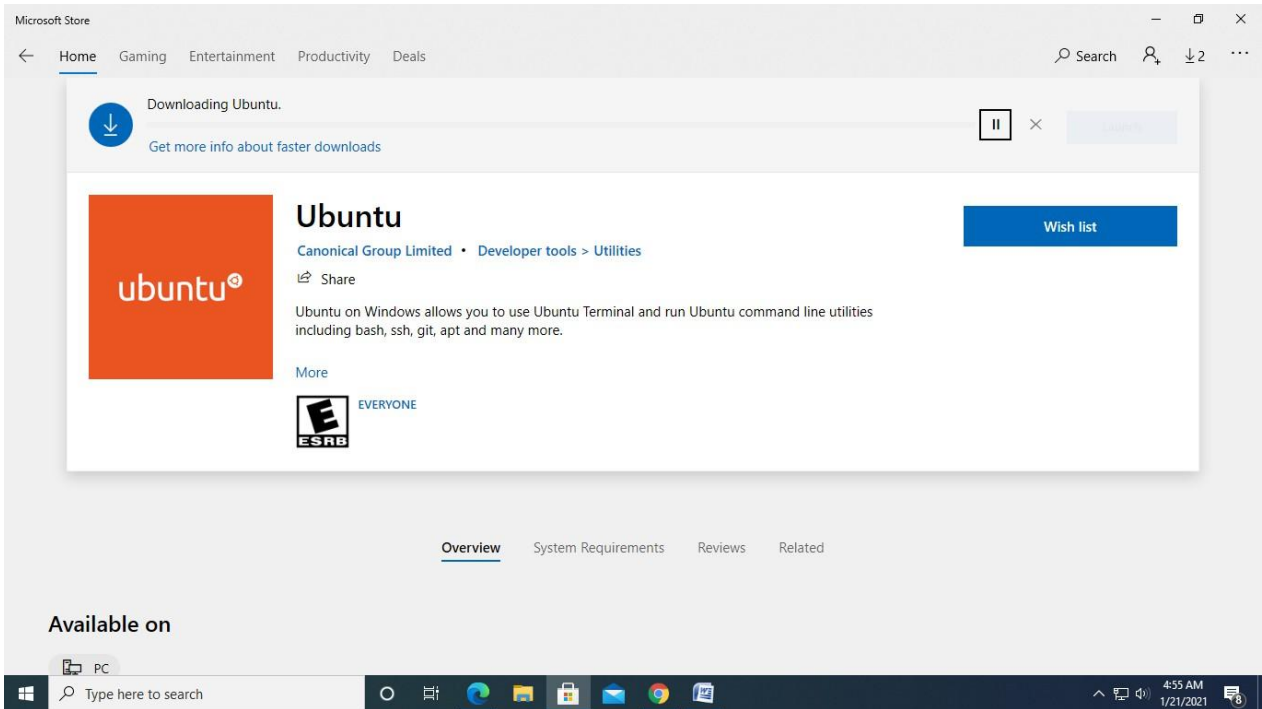 Microsoft Store
Home Gaming Entertainment Productivity Deals Search 2
Downloading Ubuntu.
Get more info about faster downloads
ubuntu
Ubuntu
Wish list
Canonical Group Limited • Developer tools > Utilities
Share
Ubuntu on Windows allows you to use Ubuntu Terminal and run Ubuntu command line utilities
including bash, ssh, git, apt and many more.
More
E
ESRB
EVERYONE
Overview System Requirements Reviews Related
Available on
PC
Type here to search
4:55 AM
1/21/2021
8